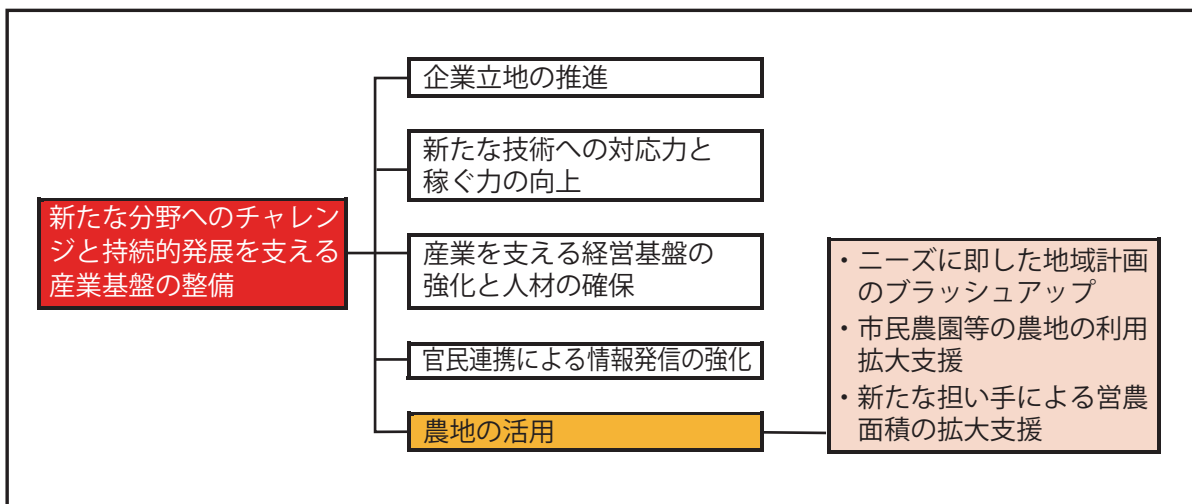 新たな分野へのチャレン
ジと持続的発展を支える
産業基盤の整備
企業立地の推進
新たな技術への対応力と
稼ぐ力の向上
産業を支える経営基盤の
強化と人材の確保
官民連携による情報発信の強化
農地の活用
・ニーズに即した地域計画
のブラッシュアップ
・市民農園等の農地の利用
拡大支援
・新たな担い手による営農
面積の拡大支援